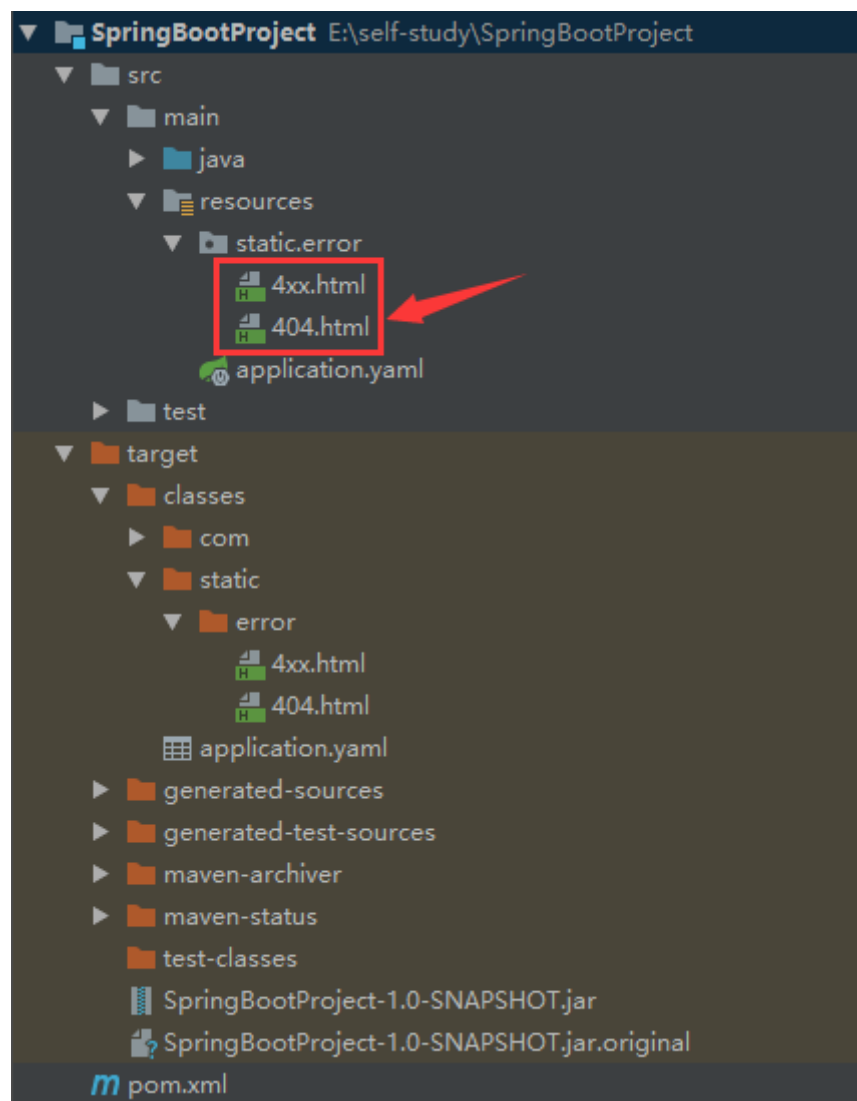 SpringBootProject E:\self-study\SpringBootProject
src
main
java
resources
static.error
4xx.html
404.html
application.yaml
test
target
classes
com
static
error
4xx.html
404.html
application.yaml
generated-sources
generated-test-sources
maven-archiver
maven-status
test-classes
SpringBootProject-1.0-SNAPSHOT.jar
SpringBootProject-1.0-SNAPSHOT.jar.original
pom.xml